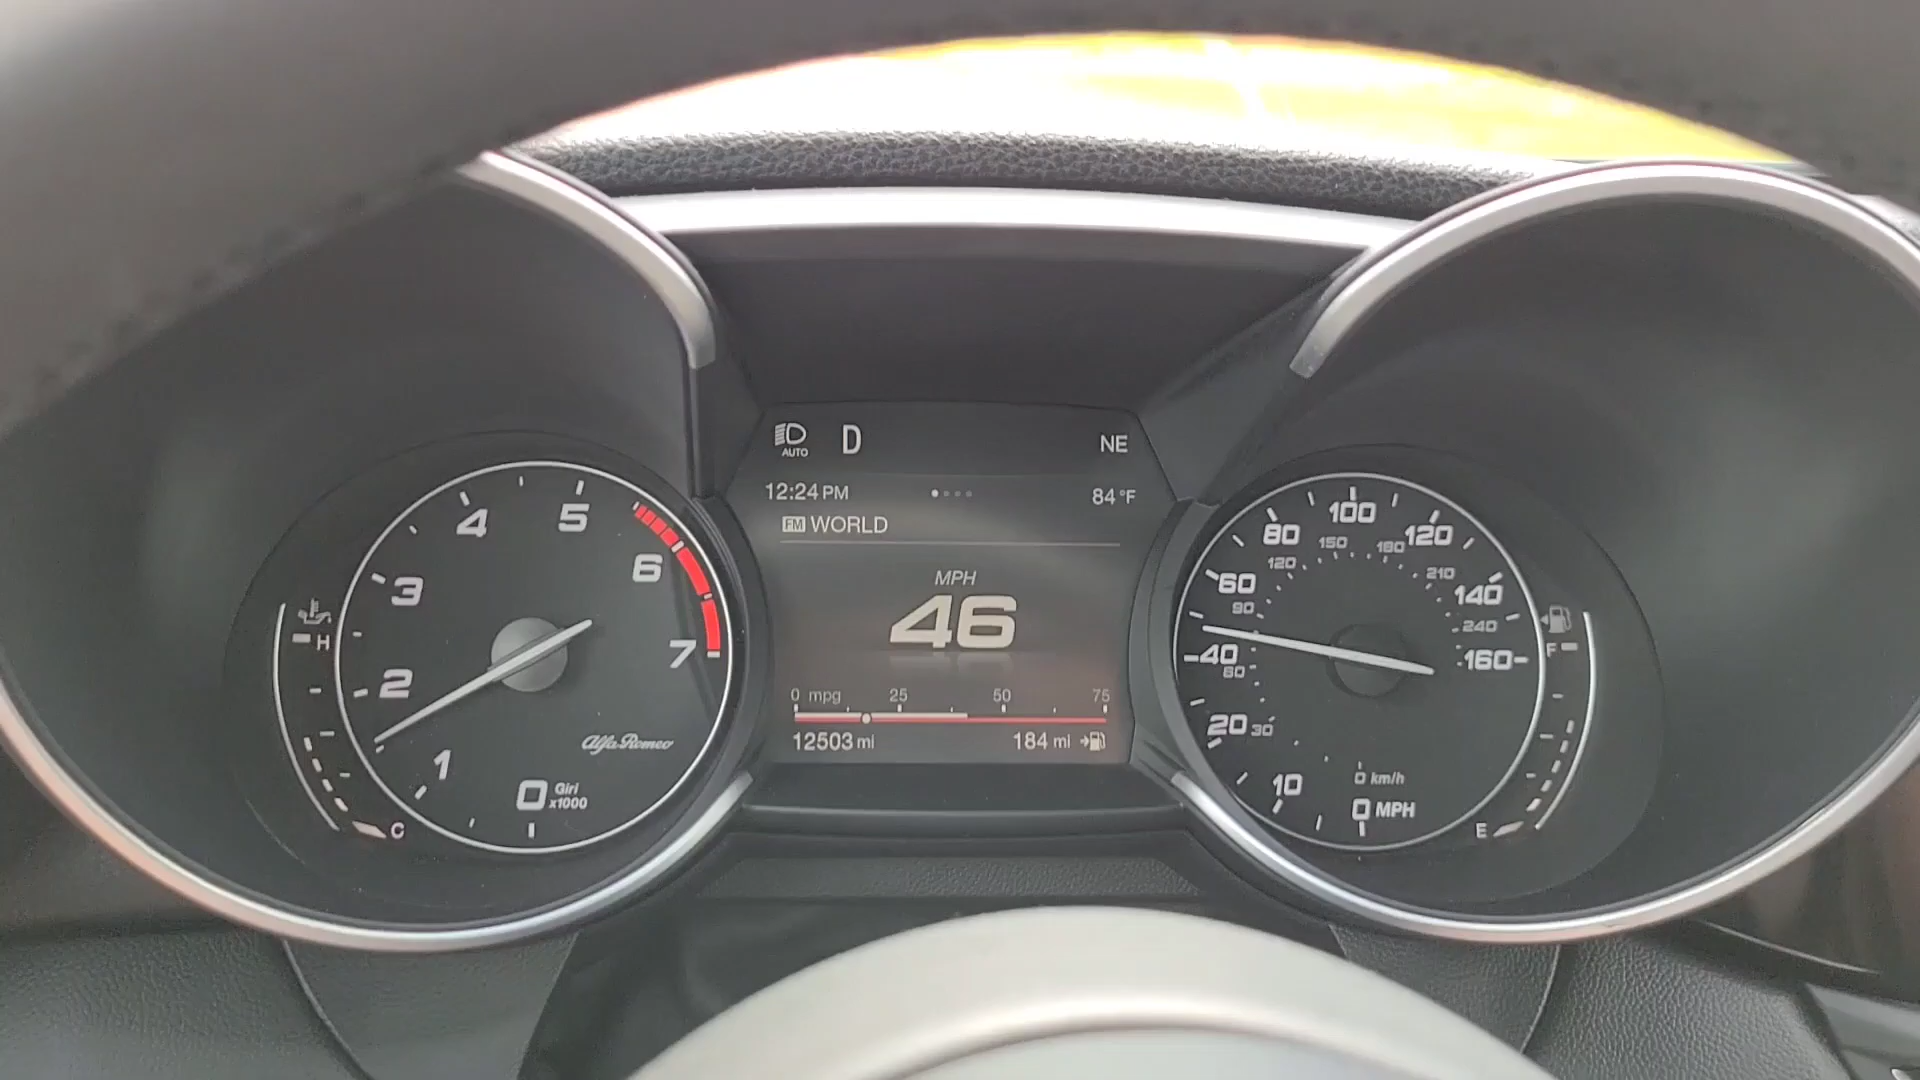 AUTO D NE
12:24 PM 84°F
FM WORLD
MPH
46
0 mpg 25 50 75
12503 mi 184 mi
H
C
0 1 2 3 4 5 6 7
Giri
x1000
Alfa Romeo
0 MPH
10 20 40 60 80 100 120 140 160
0 km/h
30 60 90 120 150 180 210 240
F
E